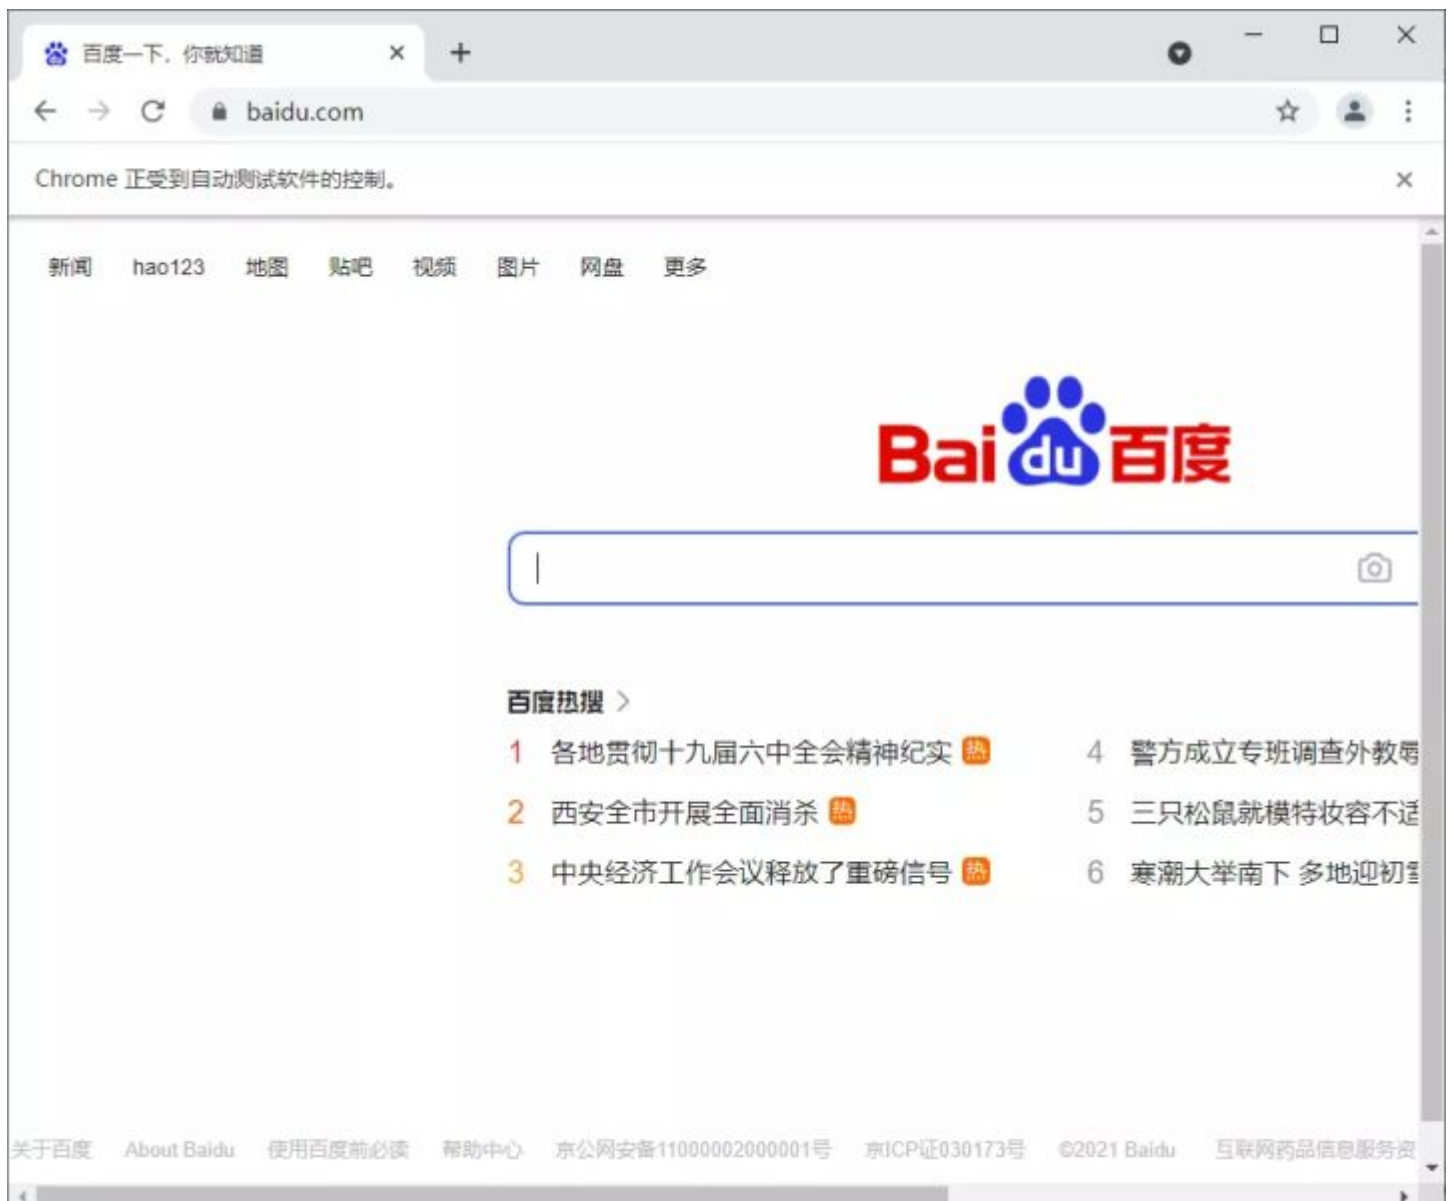 百度一下，你就知道
baidu.com
Chrome 正受到自动测试软件的控制。
新闻 hao123 地图 贴吧 视频 图片 网盘 更多
Bai du 百度
百度热搜
1 各地贯彻十九届六中全会精神纪实 热
2 西安全市开展全面消杀 热
3 中央经济工作会议释放了重磅信号 热
4 警方成立专班调查外教辱
5 三只松鼠就模特妆容不适
6 寒潮大举南下 多地迎初雪
关于百度 About Baidu 使用百度前必读 帮助中心 京公网安备11000002000001号 京ICP证030173号 ©2021 Baidu 互联网药品信息服务资